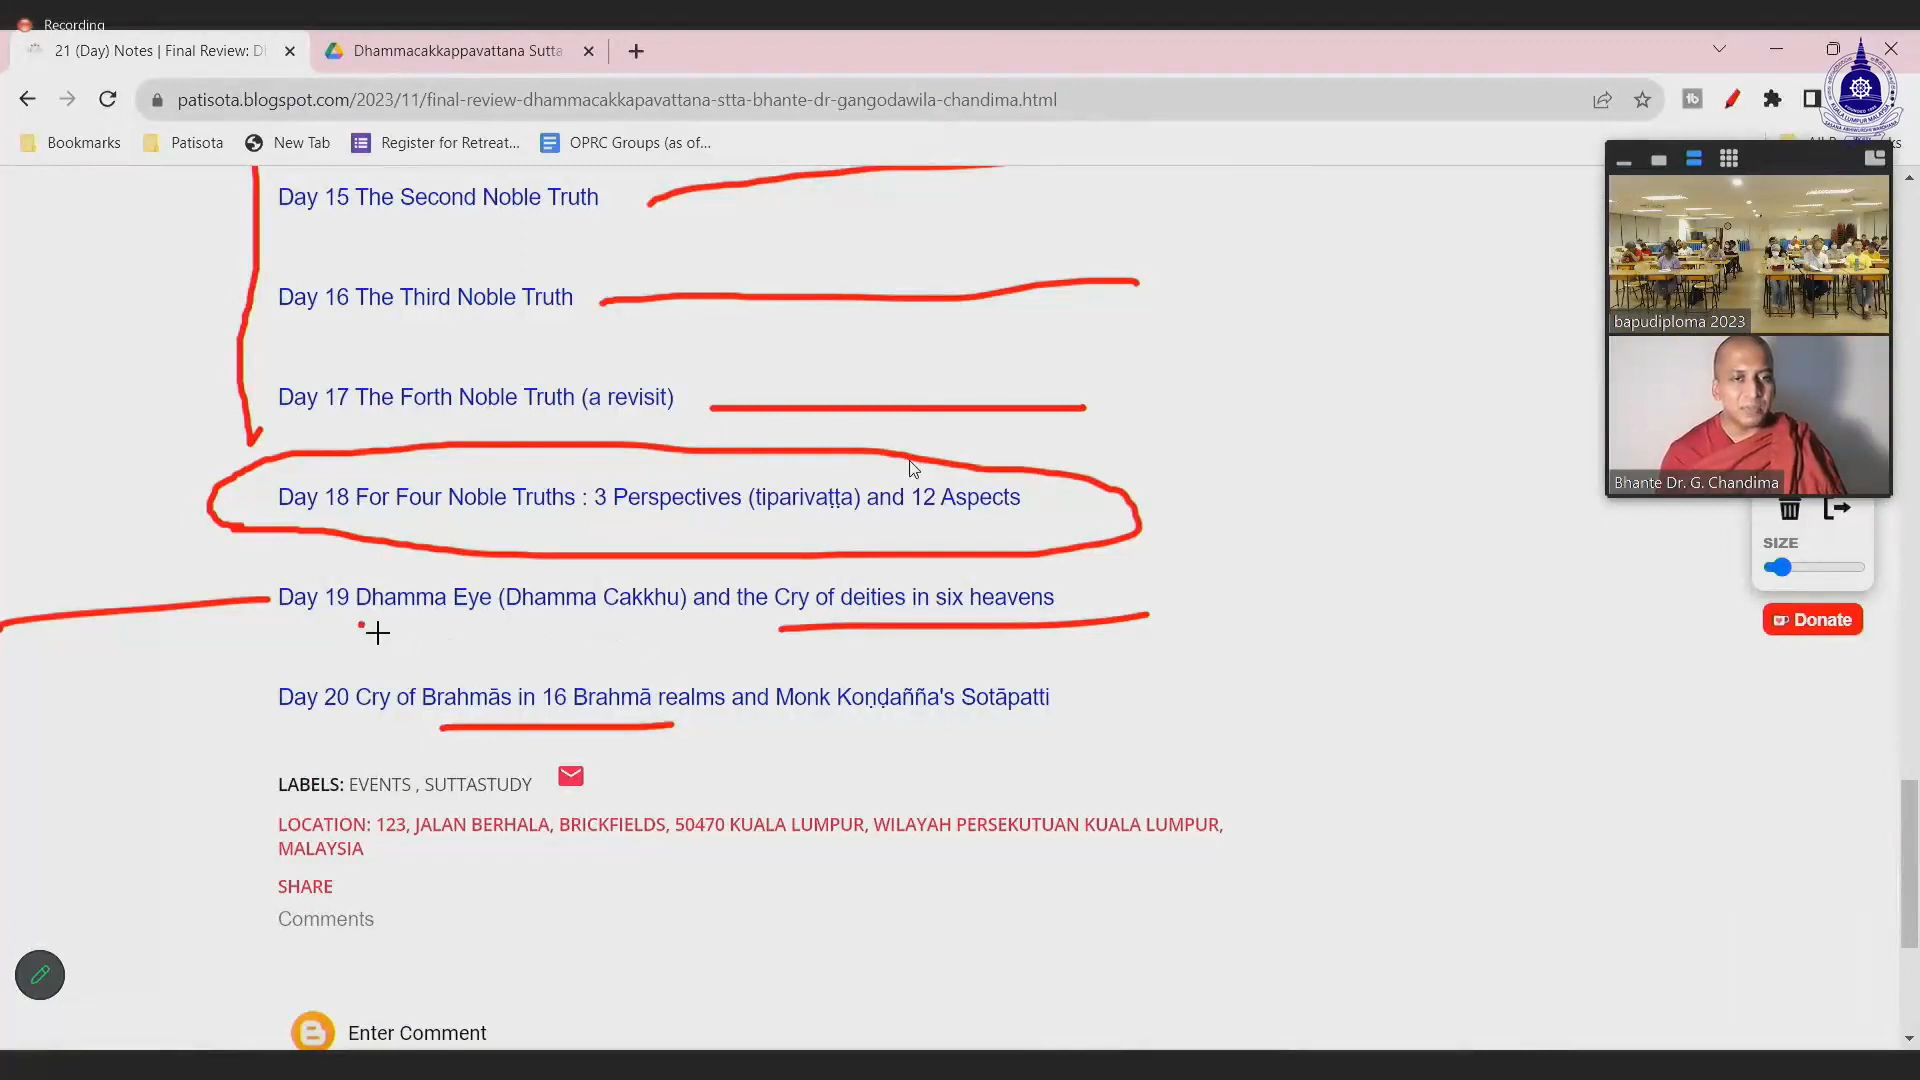 Recording
21 (Day) Notes | Final Review: D
Dhammacakkappavattana Sutta
patisota.blogspot.com/2023/11/final-review-dhammacakkapavattana-stta-bhante-dr-gangodawila-chandima.html
Bookmarks
Patisota
New Tab
Register for Retreat...
OPRC Groups (as of...
Day 15 The Second Noble Truth
Day 16 The Third Noble Truth
Day 17 The Forth Noble Truth (a revisit)
Day 18 For Four Noble Truths : 3 Perspectives (tiparivaṭṭa) and 12 Aspects
Day 19 Dhamma Eye (Dhamma Cakkhu) and the Cry of deities in six heavens
Day 20 Cry of Brahmās in 16 Brahmā realms and Monk Koṇḍañña's Sotāpatti
bapudiploma 2023
Bhante Dr. G. Chandima
SIZE
Donate
LABELS: EVENTS , SUTTASTUDY
LOCATION: 123, JALAN BERHALA, BRICKFIELDS, 50470 KUALA LUMPUR, WILAYAH PERSEKUTUAN KUALA LUMPUR,
MALAYSIA
SHARE
Comments
Enter Comment